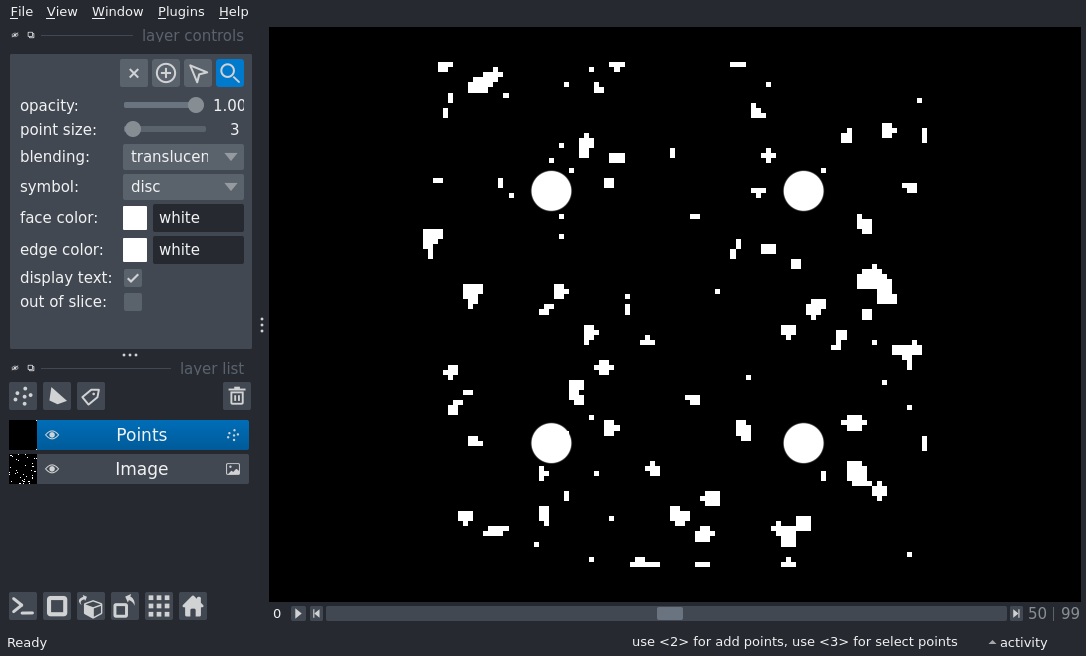 File View Window Plugins Help
layer controls
opacity: 1.00
point size: 3
blending: translucen
symbol: disc
face color: white
edge color: white
display text:
out of slice:
layer list
Points
Image
0 50 | 99
Ready use <2> for add points, use <3> for select points activity